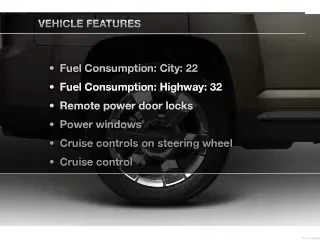 VEHICLE FEATURES
• Fuel Consumption: City: 22
• Fuel Consumption: Highway: 32
• Remote power door locks
• Power windows
• Cruise controls on steering wheel
• Cruise control